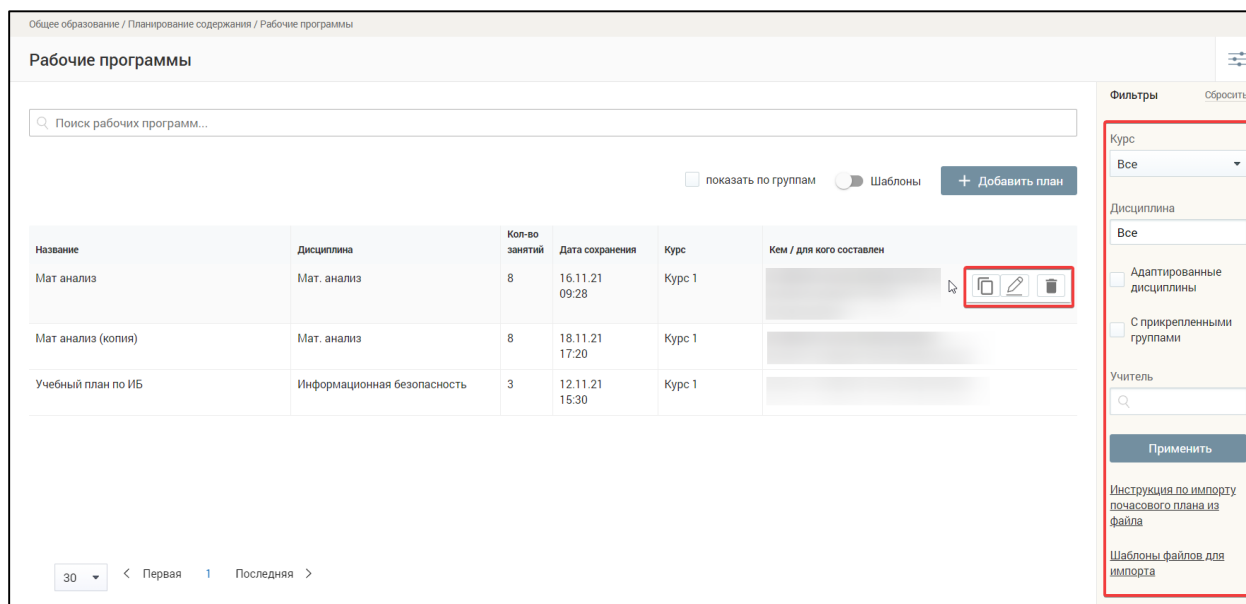 Общее образование / Планирование содержания / Рабочие программы
Рабочие программы
Поиск рабочих программ...
показать по группам
Шаблоны
+ Добавить план
Название
Дисциплина
Кол-во
занятий
Дата сохранения
Курс
Кем / для кого составлен
Мат анализ
Мат. анализ
8
16.11.21
09:28
Курс 1
Мат анализ (копия)
Мат. анализ
8
18.11.21
17:20
Курс 1
Учебный план по ИБ
Информационная безопасность
3
12.11.21
15:30
Курс 1
30
< Первая 1 Последняя >
Фильтры
Сбросить
Курс
Все
Дисциплина
Все
Адаптированные
дисциплины
С прикрепленными
группами
Учитель
Применить
Инструкция по импорту
почасового плана из
файла
Шаблоны файлов для
импорта